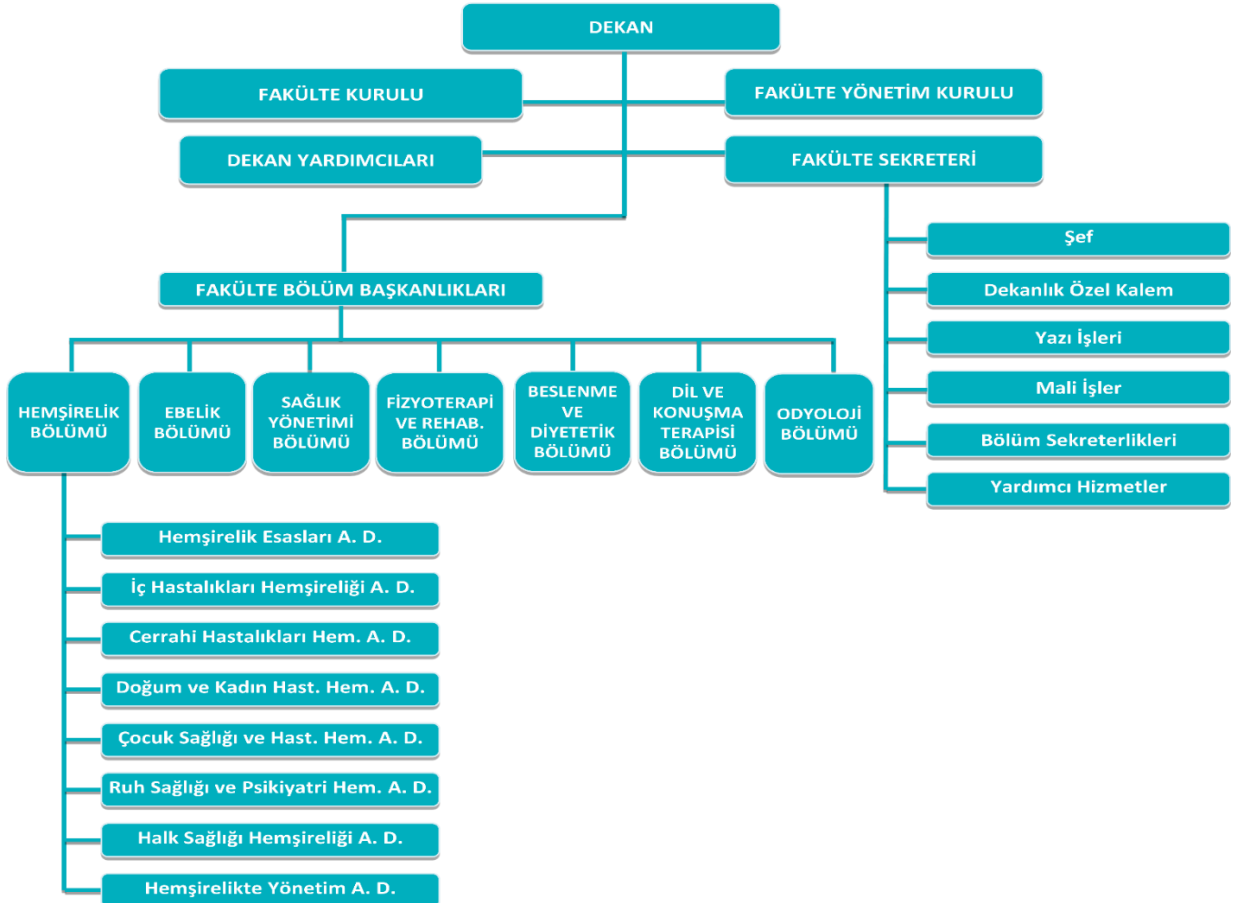 DEKAN
FAKÜLTE KURULU
FAKÜLTE YÖNETİM KURULU
DEKAN YARDIMCILARI
FAKÜLTE SEKRETERİ
Şef
Dekanlık Özel Kalem
Yazı İşleri
Mali İşler
Bölüm Sekreterlikleri
Yardımcı Hizmetler
FAKÜLTE BÖLÜM BAŞKANLIKLARI
HEMŞİRELİK
BÖLÜMÜ
EBELİK
BÖLÜMÜ
SAĞLIK
YÖNETİMİ
BÖLÜMÜ
FİZYOTERAPİ
VE REHAB.
BÖLÜMÜ
BESLENME
VE
DİYETETİK
BÖLÜMÜ
DİL VE
KONUŞMA
TERAPİSİ
BÖLÜMÜ
ODYOLOJİ
BÖLÜMÜ
Hemşirelik Esasları A. D.
İç Hastalıkları Hemşireliği A. D.
Cerrahi Hastalıkları Hem. A. D.
Doğum ve Kadın Hast. Hem. A. D.
Çocuk Sağlığı ve Hast. Hem. A. D.
Ruh Sağlığı ve Psikiyatri Hem. A. D.
Halk Sağlığı Hemşireliği A. D.
Hemşirelikte Yönetim A. D.